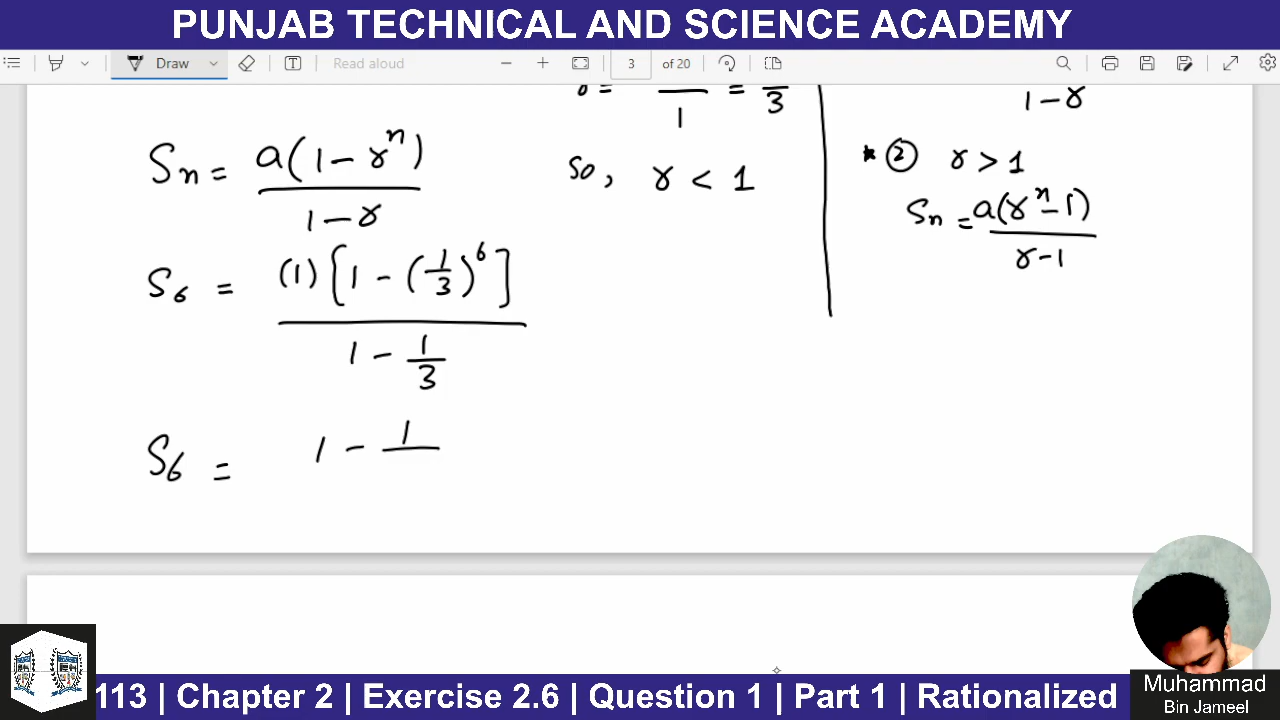 PUNJAB TECHNICAL AND SCIENCE ACADEMY
Draw
Read aloud
3 of 20
r = — = —
1 3
1 - r
Sn = a(1 - r^n)
1 - r
so, r < 1
* ② r > 1
Sn = a(r^n - 1)
r - 1
S6 = (1)[1 - (1/3)^6]
1 - 1/3
S6 = 1 - 1
Muhammad
Bin Jameel
113 | Chapter 2 | Exercise 2.6 | Question 1 | Part 1 | Rationalized